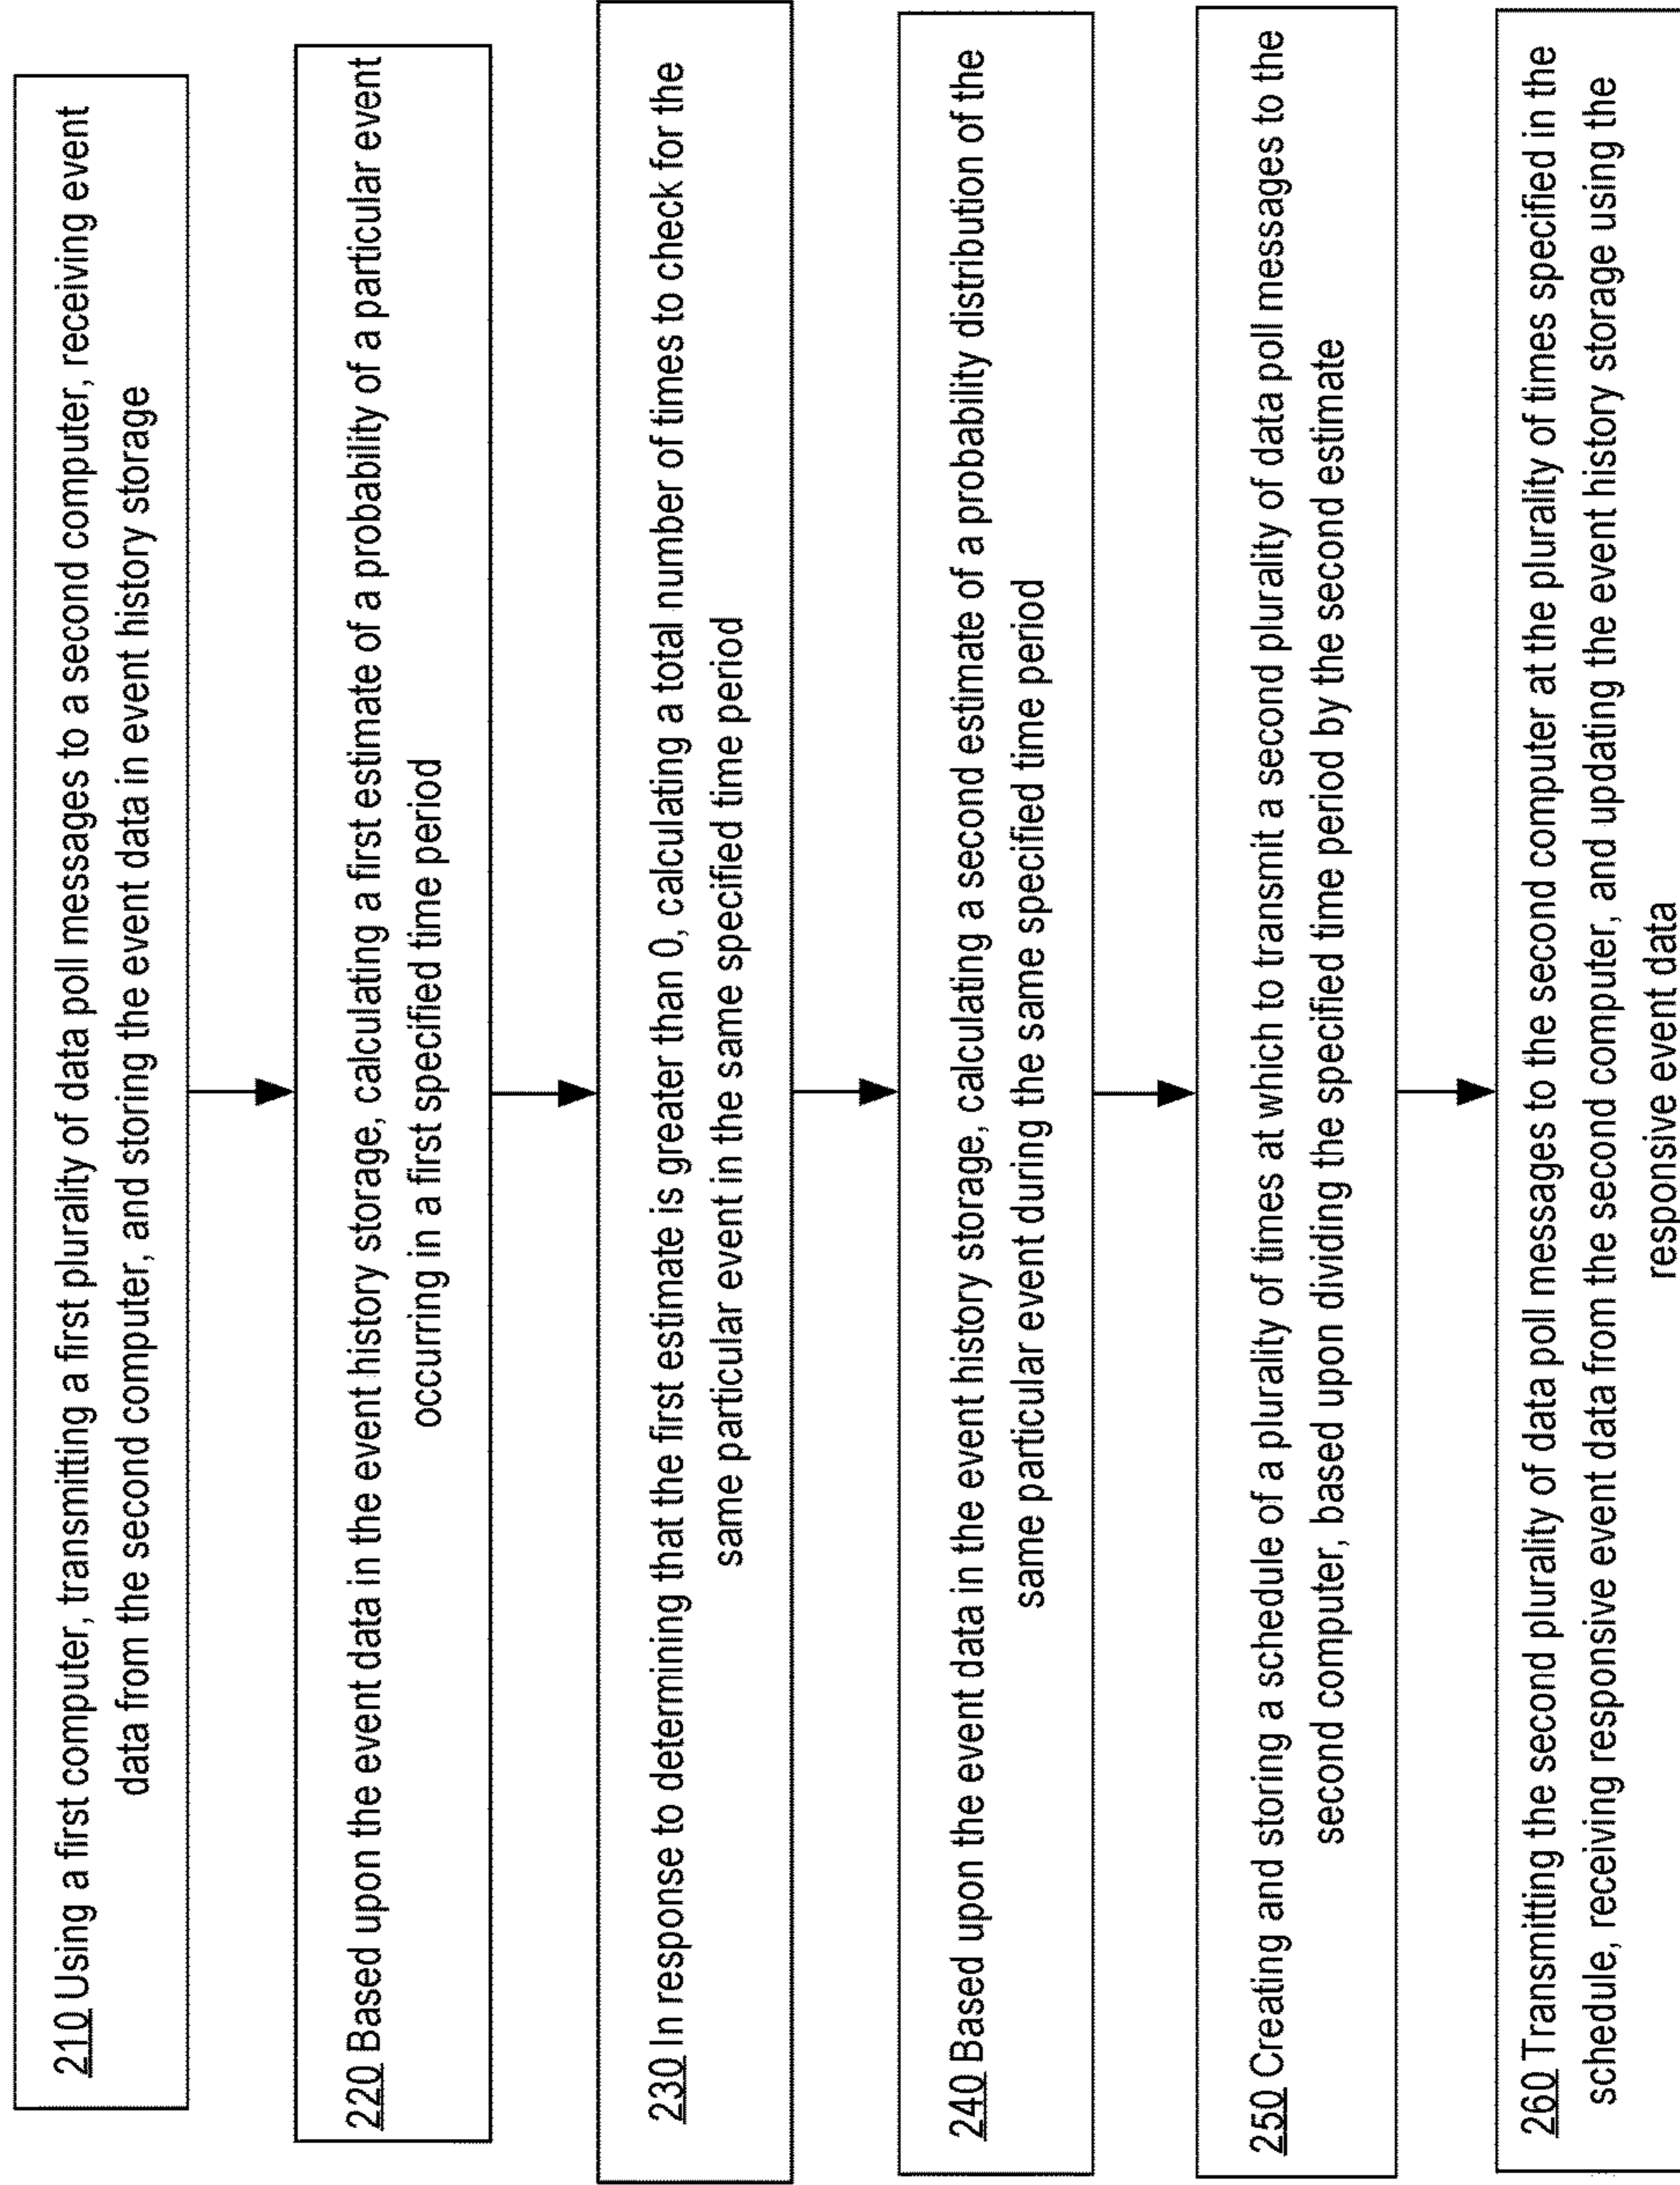 210 Using a first computer, transmitting a first plurality of data poll messages to a second computer, receiving event
data from the second computer, and storing the event data in event history storage
220 Based upon the event data in the event history storage, calculating a first estimate of a probability of a particular event
occurring in a first specified time period
230 In response to determining that the first estimate is greater than 0, calculating a total number of times to check for the
same particular event in the same specified time period
240 Based upon the event data in the event history storage, calculating a second estimate of a probability distribution of the
same particular event during the same specified time period
250 Creating and storing a schedule of a plurality of times at which to transmit a second plurality of data poll messages to the
second computer, based upon dividing the specified time period by the second estimate
260 Transmitting the second plurality of data poll messages to the second computer at the plurality of times specified in the
schedule, receiving responsive event data from the second computer, and updating the event history storage using the
responsive event data